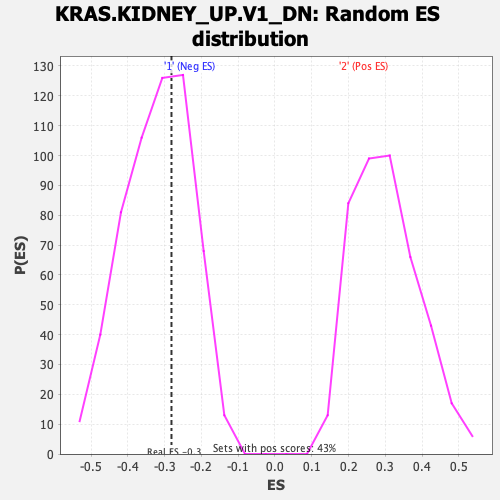 KRAS.KIDNEY_UP.V1_DN: Random ES
distribution
'1' (Neg ES)
'2' (Pos ES)
130
120
110
100
90
80
70
60
50
40
30
20
10
0
P(ES)
Real ES -0.3
Sets with pos scores: 43%
-0.5 -0.4 -0.3 -0.2 -0.1 0.0 0.1 0.2 0.3 0.4 0.5
ES